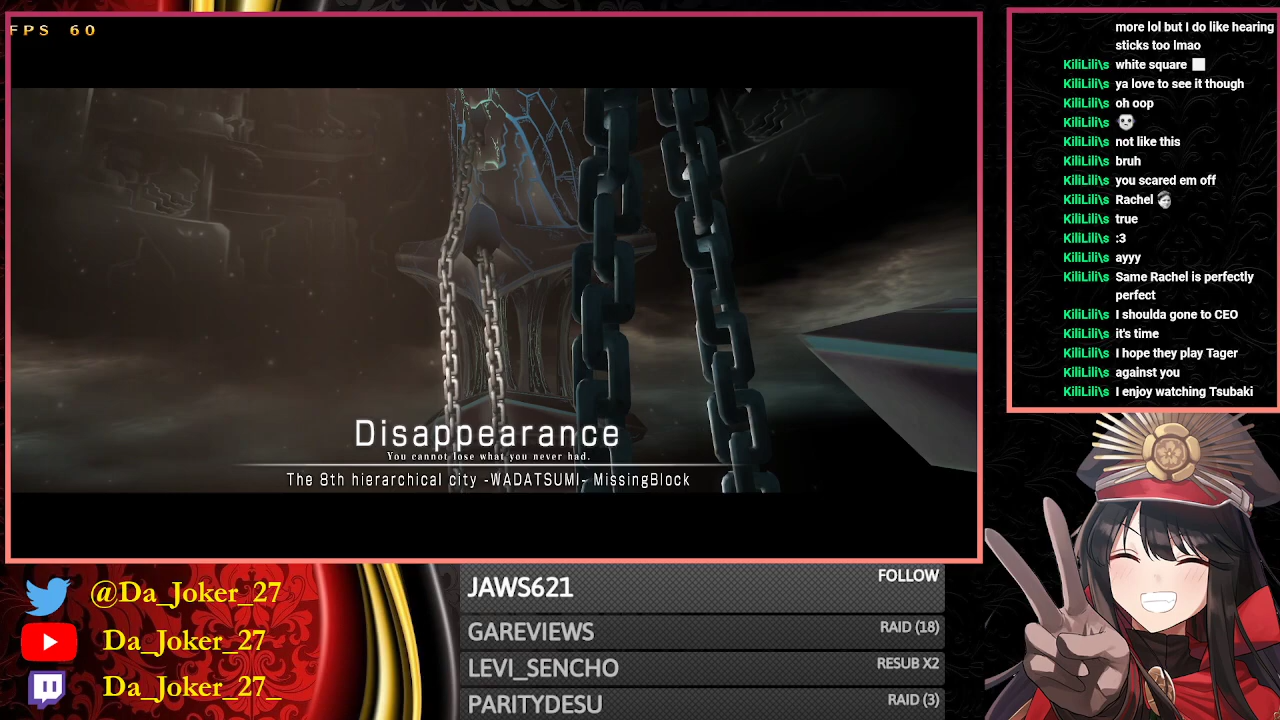 FPS 60
Disappearance
You cannot lose what you never had.
The 8th hierarchical city -WADATSUMI- MissingBlock
more lol but I do like hearing
sticks too lmao
KiliLili\s white square
KiliLili\s ya love to see it though
KiliLili\s oh oop
KiliLili\s
KiliLili\s not like this
KiliLili\s bruh
KiliLili\s you scared em off
KiliLili\s Rachel
KiliLili\s true
KiliLili\s :3
KiliLili\s ayyy
KiliLili\s Same Rachel is perfectly
perfect
KiliLili\s I shoulda gone to CEO
KiliLili\s it's time
KiliLili\s I hope they play Tager
KiliLili\s against you
KiliLili\s I enjoy watching Tsubaki
@Da_Joker_27
Da_Joker_27
Da_Joker_27_
JAWS621 FOLLOW
GAREVIEWS RAID (18)
LEVI_SENCHO RESUB X2
PARITYDESU RAID (3)